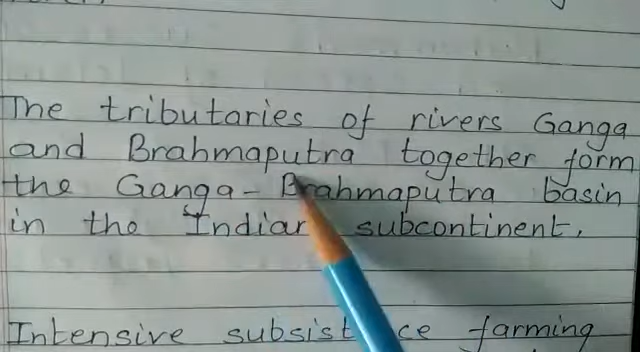 The tributaries of rivers Ganga
and Brahmaputra together form
the Ganga - Brahmaputra basin
in the Indian subcontinent.
Intensive farming